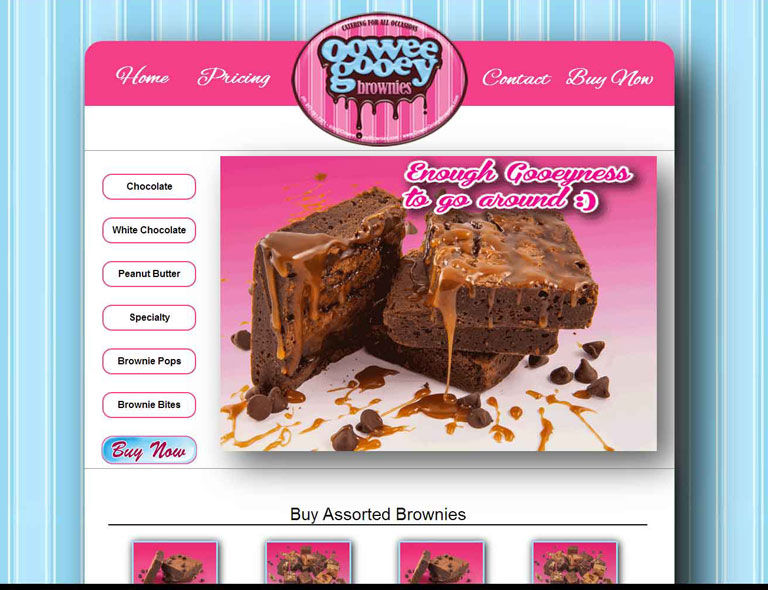 CATERING FOR ALL OCCASIONS
oowee
gooey
brownies
Home Pricing Contact Buy Now
Chocolate
White Chocolate
Peanut Butter
Specialty
Brownie Pops
Brownie Bites
Buy Now
Enough Gooeyness
to go around :)
Buy Assorted Brownies